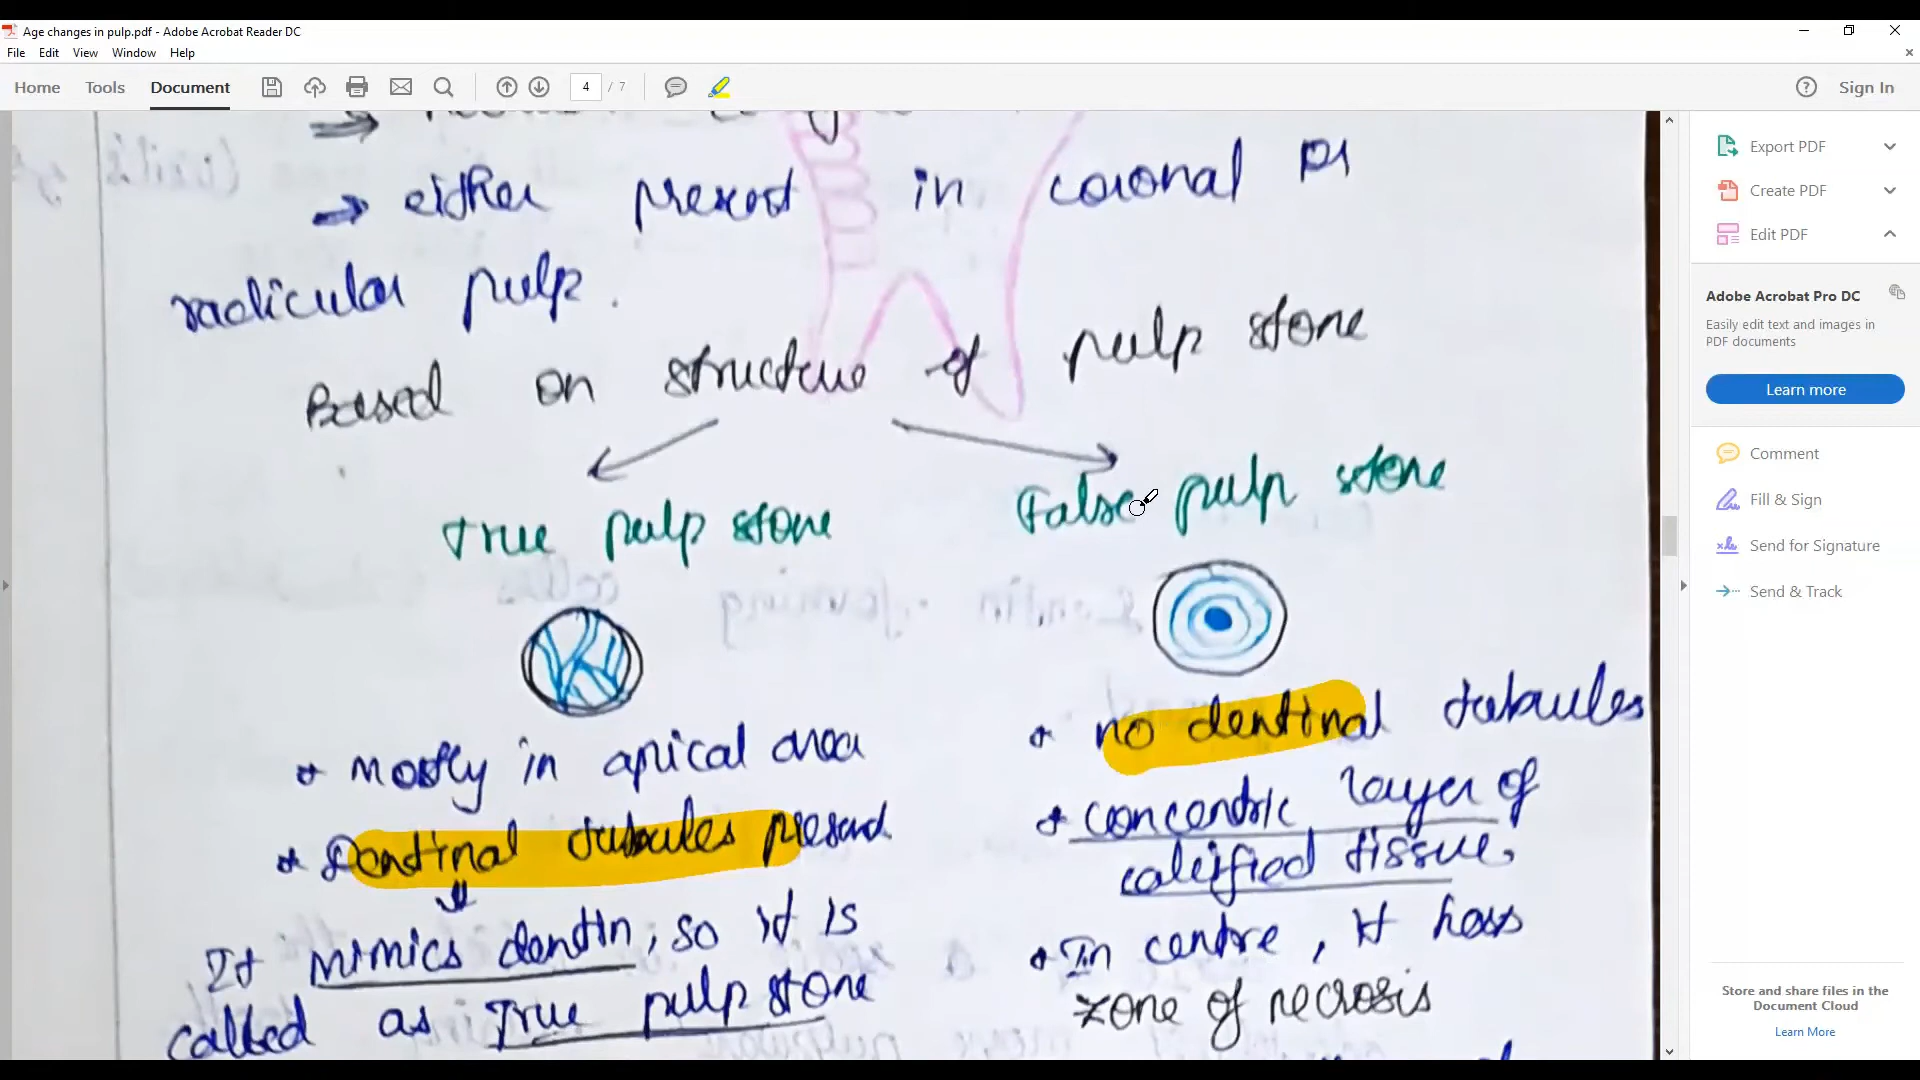 Age changes in pulp.pdf - Adobe Acrobat Reader DC
File Edit View Window Help
Home Tools Document 4 / 7 Sign In
either present in coronal
radicular pulp.
Based on structure of pulp stone
True pulp stone
False pulp stone
mostly in apical area
Dentinal tubules present
It mimics dentin, so it is
called as True pulp stone
no dentinal tubules
concentric layer of
calcified tissue.
In centre, it hass
zone of necrosis
Export PDF
Create PDF
Edit PDF
Adobe Acrobat Pro DC
Easily edit text and images in
PDF documents
Learn more
Comment
Fill & Sign
Send for Signature
Send & Track
Store and share files in the
Document Cloud
Learn More